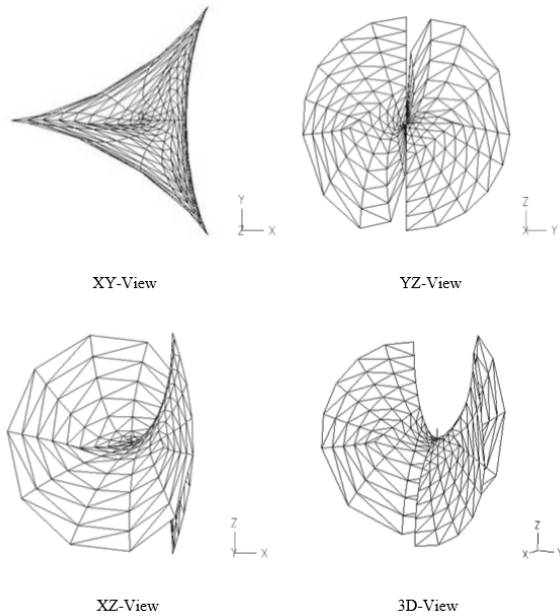 Y
Z X
XY-View
Z
X Y
YZ-View
Z
Y X
XZ-View
Z
X Y
3D-View